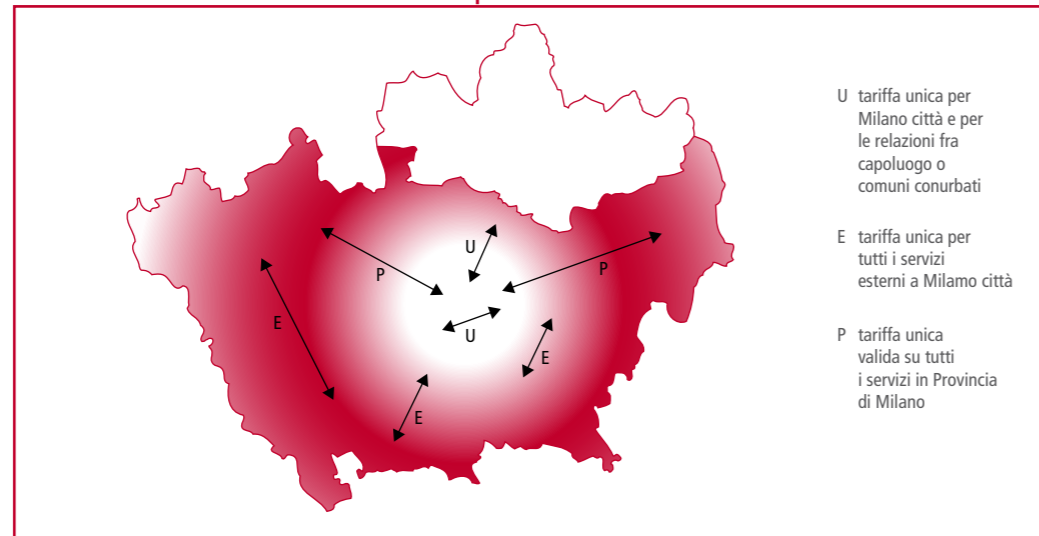 U
P
P
U
E
E
E
U tariffa unica per
Milano città e per
le relazioni fra
capoluogo o
comuni conurbati
E tariffa unica per
tutti i servizi
esterni a Milamo città
P tariffa unica
valida su tutti
i servizi in Provincia
di Milano